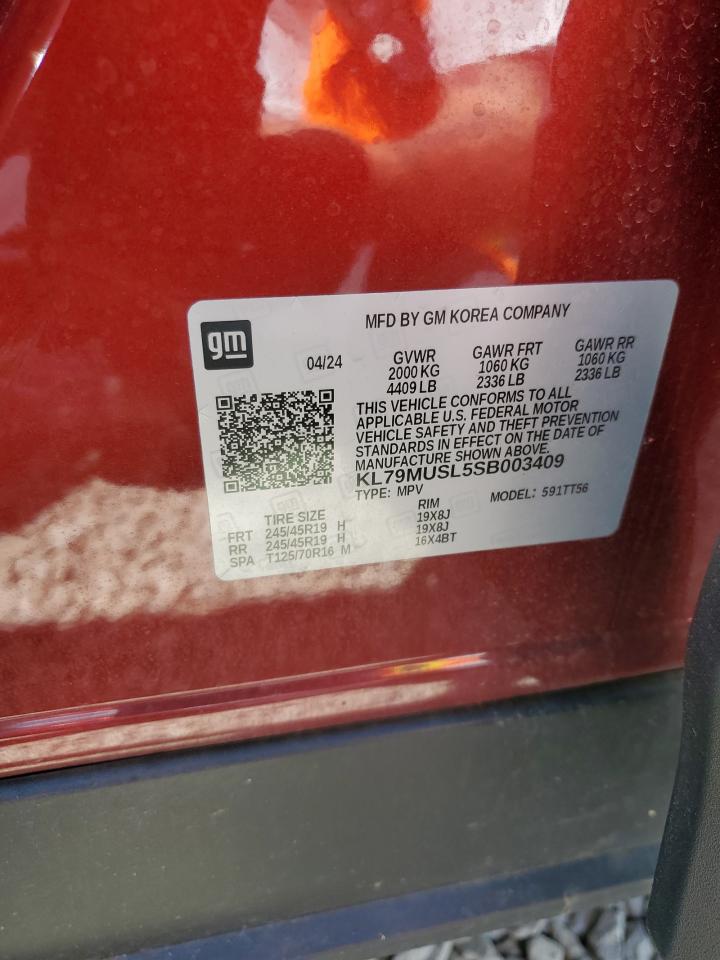 gm
MFD BY GM KOREA COMPANY
04/24
GVWR
2000 KG
4409 LB
GAWR FRT
1060 KG
2336 LB
GAWR RR
1060 KG
2336 LB
THIS VEHICLE CONFORMS TO ALL
APPLICABLE U.S. FEDERAL MOTOR
VEHICLE SAFETY AND THEFT PREVENTION
STANDARDS IN EFFECT ON THE DATE OF
MANUFACTURE SHOWN ABOVE.
KL79MUSL5SB003409
TYPE: MPV MODEL: 591TT56
TIRE SIZE RIM
FRT 245/45R19 H 19X8J
RR 245/45R19 H 19X8J
SPA T125/70R16 M 16X4BT